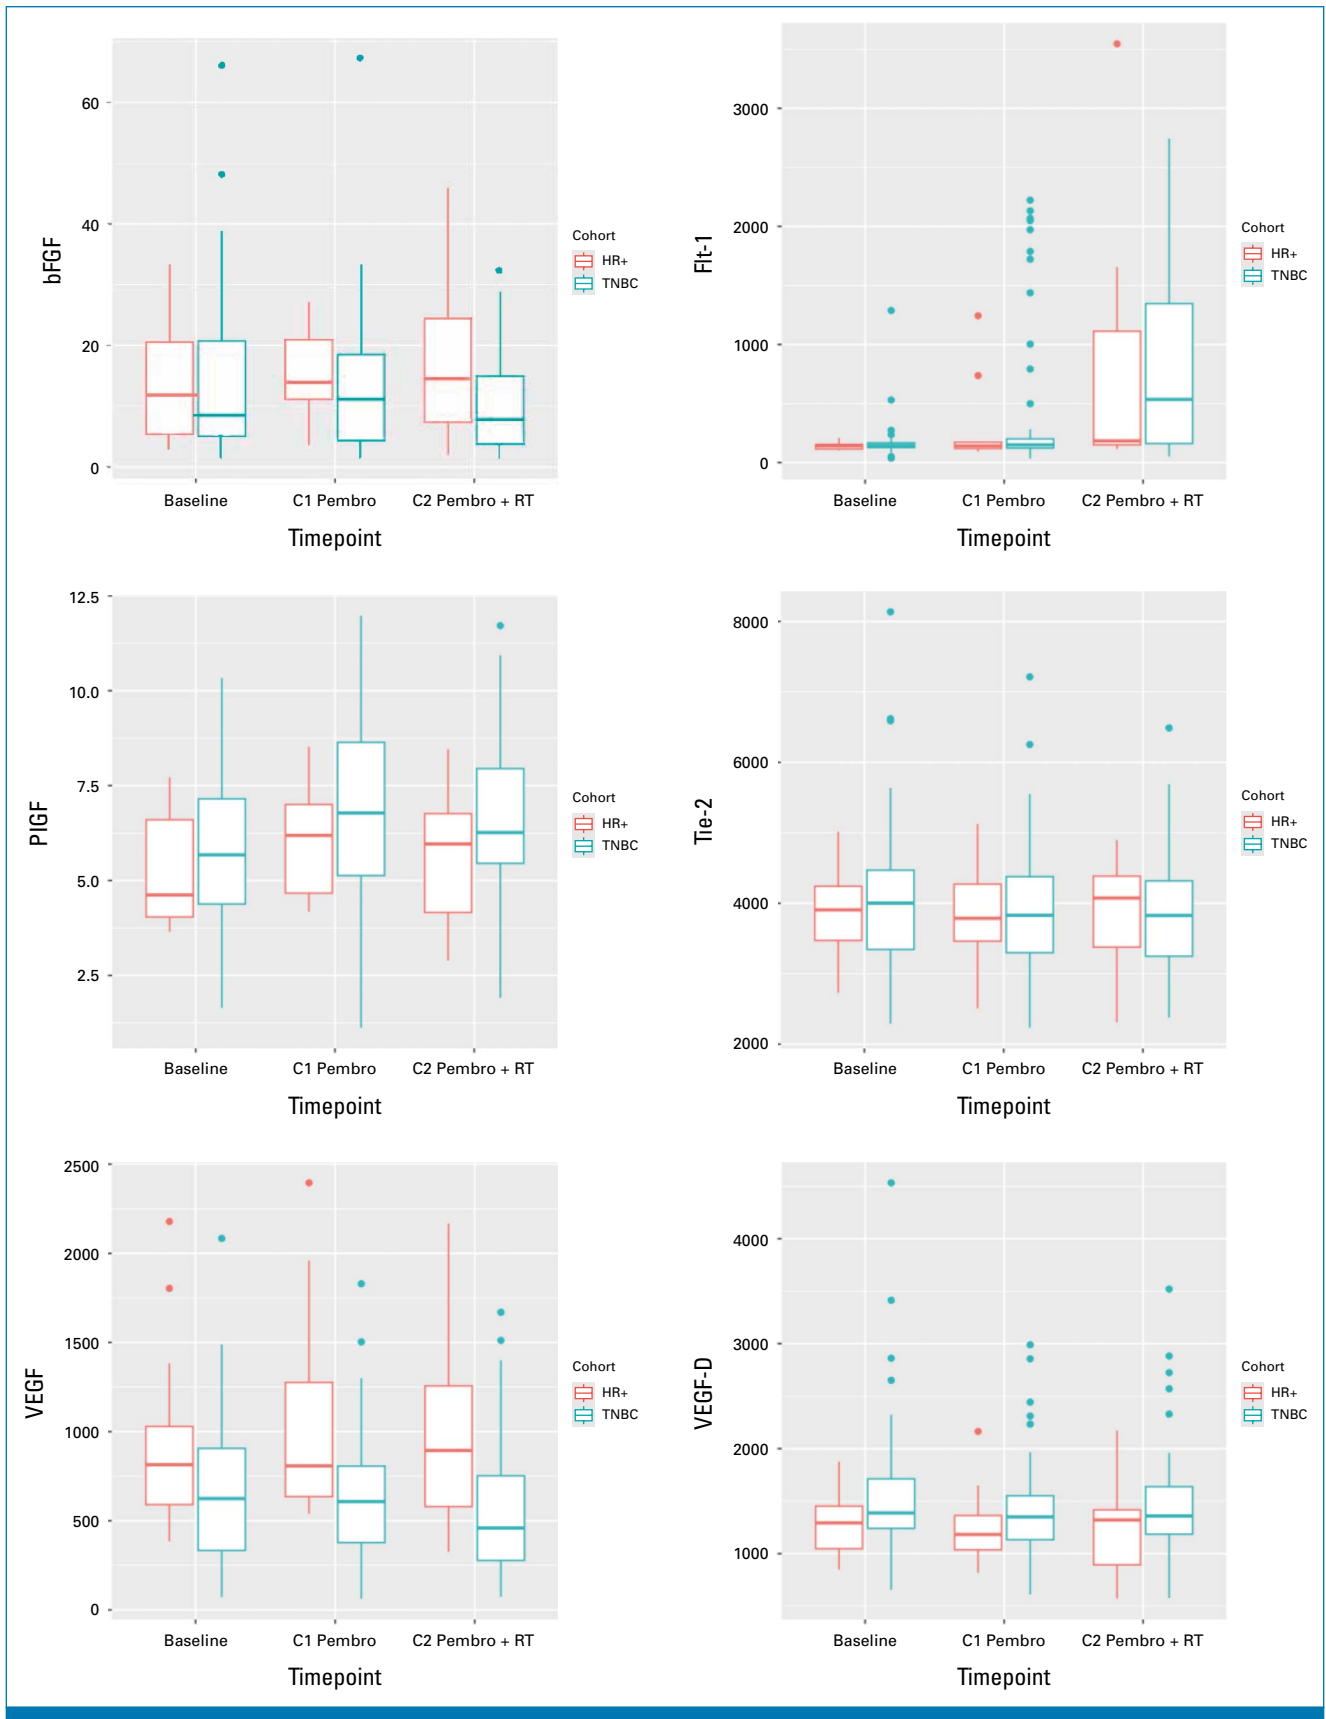 bFGF
60
40
20
0
Baseline
C1 Pembro
C2 Pembro + RT
Timepoint
Cohort
HR+
TNBC
Flt-1
3000
2000
1000
0
Baseline
C1 Pembro
C2 Pembro + RT
Timepoint
Cohort
HR+
TNBC
PIGF
12.5
10.0
7.5
5.0
2.5
Baseline
C1 Pembro
C2 Pembro + RT
Timepoint
Cohort
HR+
TNBC
Tie-2
8000
6000
4000
2000
Baseline
C1 Pembro
C2 Pembro + RT
Timepoint
Cohort
HR+
TNBC
VEGF
2500
2000
1500
1000
500
0
Baseline
C1 Pembro
C2 Pembro + RT
Timepoint
Cohort
HR+
TNBC
VEGF-D
4000
3000
2000
1000
Baseline
C1 Pembro
C2 Pembro + RT
Timepoint
Cohort
HR+
TNBC